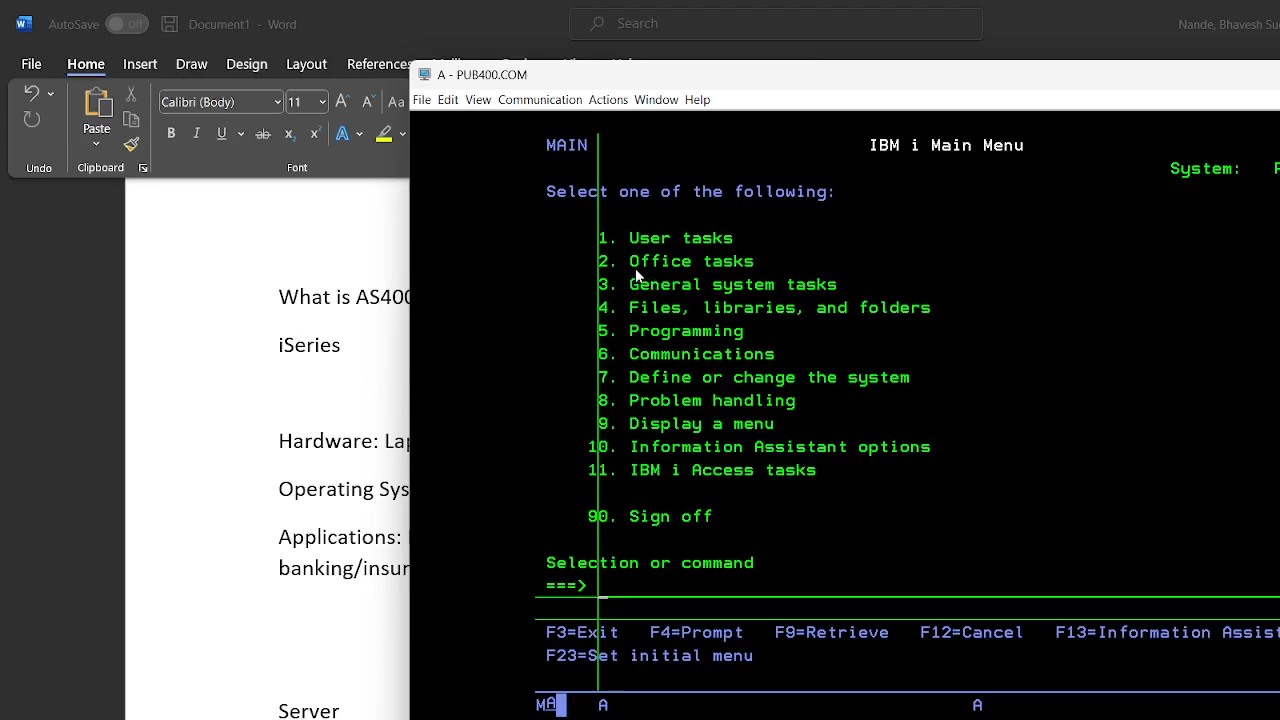 AutoSave Off Document1 - Word Search Nande, Bhavesh
File Home Insert Draw Design Layout References
A - PUB400.COM
File Edit View Communication Actions Window Help
Calibri (Body) 11 Aa
Paste
B I U ab x2 x2 A
Undo Clipboard Font
MAIN IBM i Main Menu
System:
Select one of the following:
1. User tasks
2. Office tasks
3. General system tasks
4. Files, libraries, and folders
5. Programming
6. Communications
7. Define or change the system
8. Problem handling
9. Display a menu
10. Information Assistant options
11. IBM i Access tasks
90. Sign off
Selection or command
===>
F3=Exit F4=Prompt F9=Retrieve F12=Cancel F13=Information Assist
F23=Set initial menu
MA A A
What is AS400
iSeries
Hardware: Lap
Operating Sys
Applications:
banking/insur
Server